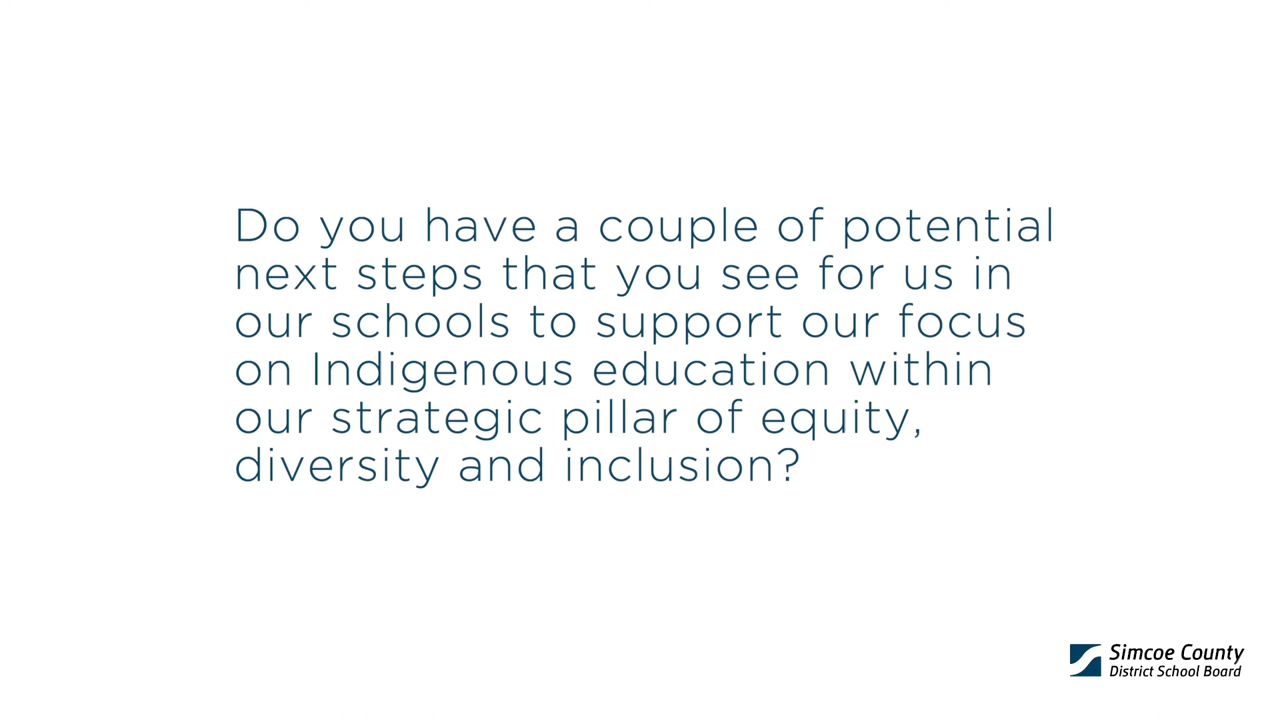 Do you have a couple of potential
next steps that you see for us in
our schools to support our focus
on Indigenous education within
our strategic pillar of equity,
diversity and inclusion?
Simcoe County
District School Board